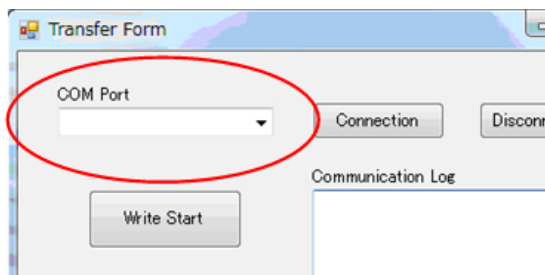 Transfer Form
COM Port
Connection
Write Start
Communication Log